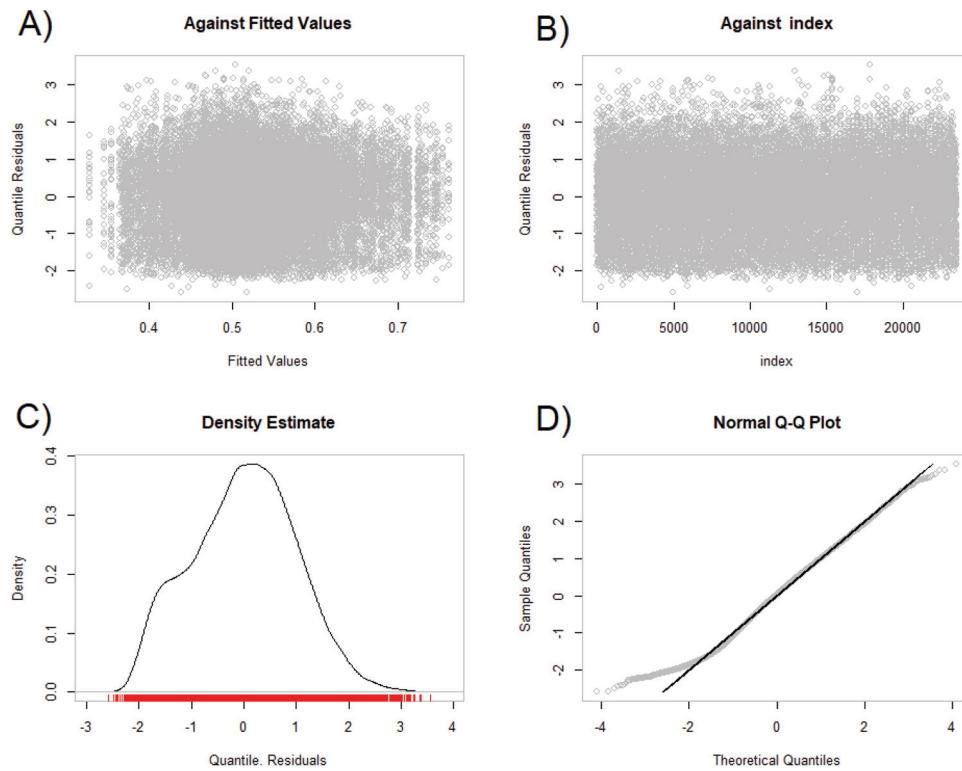 A)
Against Fitted Values
Quantile Residuals
3
2
1
0
-1
-2
0.4 0.5 0.6 0.7
Fitted Values
B)
Against index
Quantile Residuals
3
2
1
0
-1
-2
0 5000 10000 15000 20000
index
C)
Density Estimate
Density
0.4
0.3
0.2
0.1
0.0
-3 -2 -1 0 1 2 3 4
Quantile. Residuals
D)
Normal Q-Q Plot
Sample Quantiles
3
2
1
0
-1
-2
-4 -2 0 2 4
Theoretical Quantiles